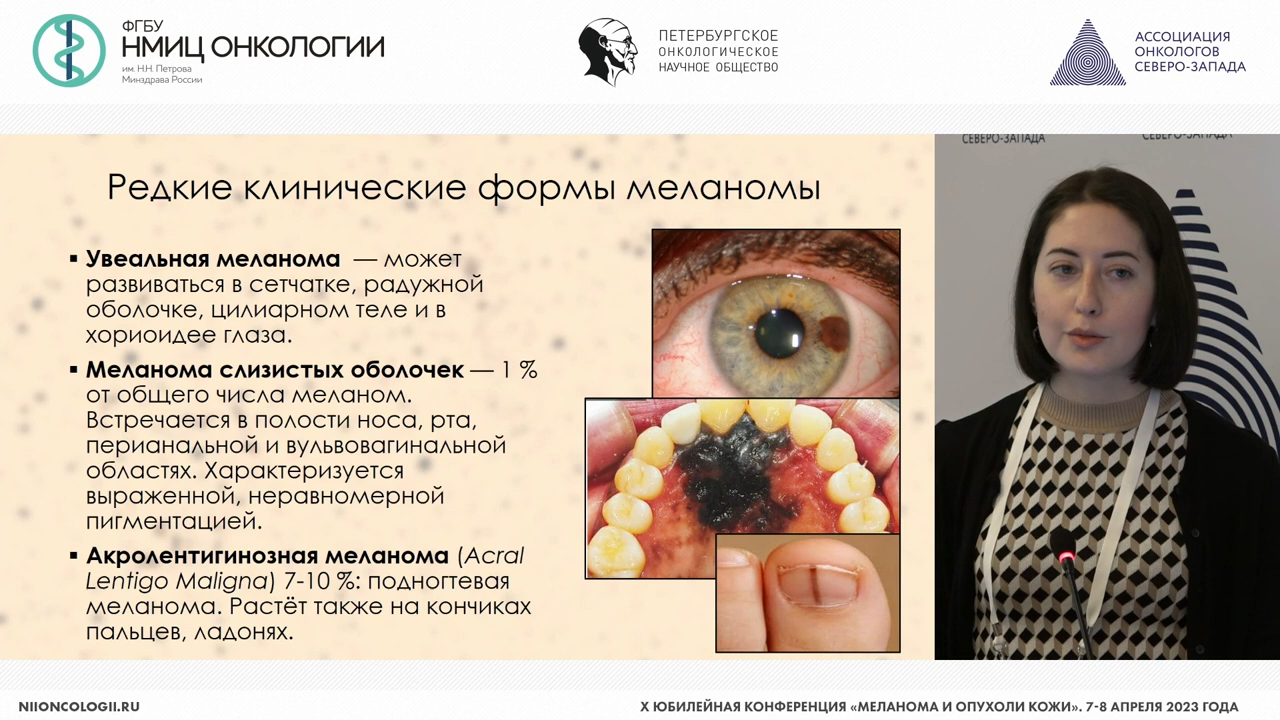 ФГБУ
НМИЦ ОНКОЛОГИИ
им. Н.Н. Петрова
Минздрава России
ПЕТЕРБУРГСКОЕ
ОНКОЛОГИЧЕСКОЕ
НАУЧНОЕ ОБЩЕСТВО
АССОЦИАЦИЯ
ОНКОЛОГОВ
СЕВЕРО-ЗАПАДА
СЕВЕРО-ЗАПАДА
СЕВЕРО-ЗАПАДА
Редкие клинические формы меланомы
▪ Увеальная меланома — может
развиваться в сетчатке, радужной
оболочке, цилиарном теле и в
хориоидее глаза.
▪ Меланома слизистых оболочек — 1 %
от общего числа меланом.
Встречается в полости носа, рта,
перианальной и вульвовагинальной
областях. Характеризуется
выраженной, неравномерной
пигментацией.
▪ Акролентигинозная меланома (Acral
Lentigo Maligna) 7-10 %: подногтевая
меланома. Растёт также на кончиках
пальцев, ладонях.
NIIONCOLOGII.RU
X ЮБИЛЕЙНАЯ КОНФЕРЕНЦИЯ «МЕЛАНОМА И ОПУХОЛИ КОЖИ». 7-8 АПРЕЛЯ 2023 ГОДА